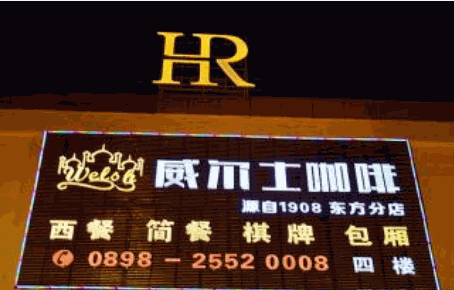 HR
Welsh
威尔士咖啡
源自1908 东方分店
西餐 简餐 棋牌 包厢
0898-2552 0008 四楼